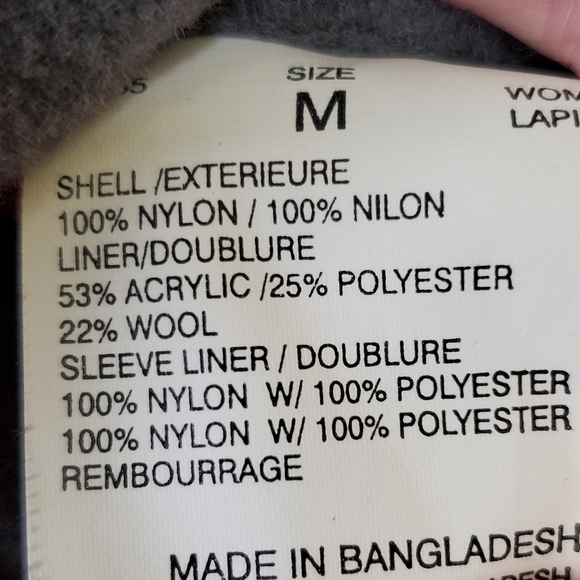 SIZE
M
SHELL /EXTERIEURE
100% NYLON / 100% NILON
LINER/DOUBLURE
53% ACRYLIC /25% POLYESTER
22% WOOL
SLEEVE LINER / DOUBLURE
100% NYLON W/ 100% POLYESTER
100% NYLON W/ 100% POLYESTER
REMBOURRAGE
MADE IN BANGLADESH